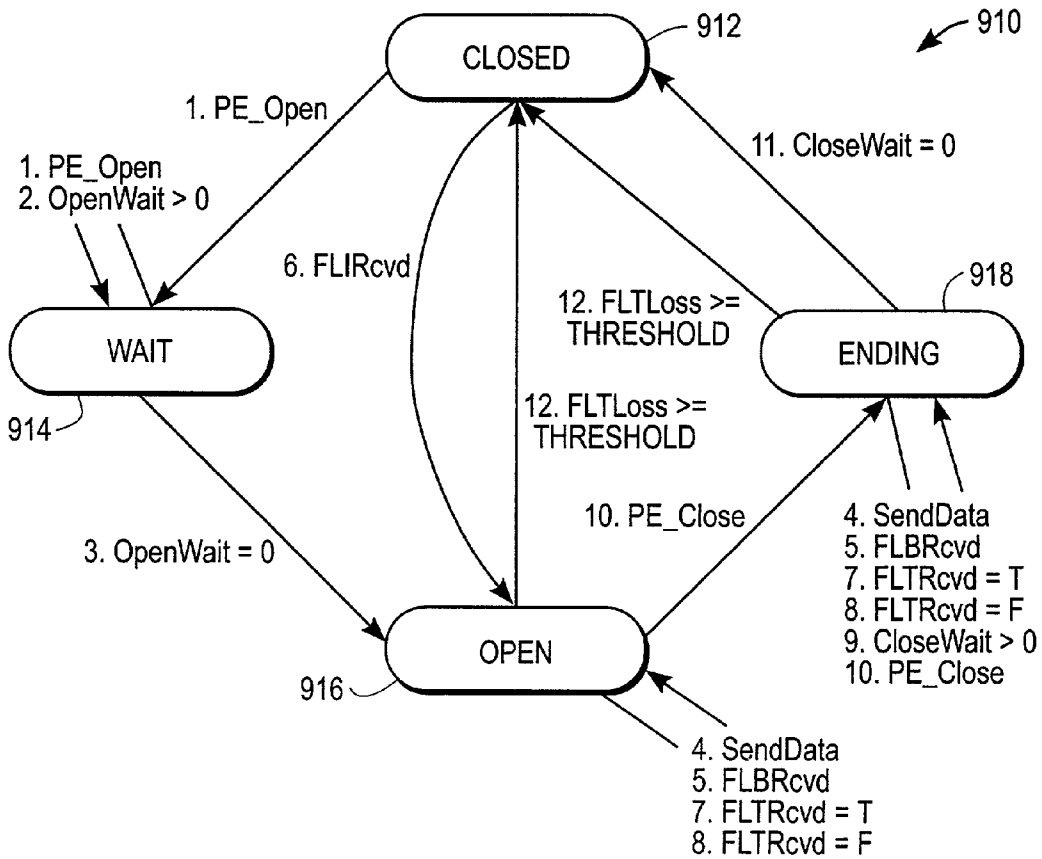 910
912
CLOSED
1. PE_Open
11. CloseWait = 0
1. PE_Open
2. OpenWait > 0
6. FLIRcvd
918
12. FLTLoss >=
THRESHOLD
WAIT
ENDING
914
12. FLTLoss >=
THRESHOLD
10. PE_Close
3. OpenWait = 0
4. SendData
5. FLBRcvd
7. FLTRcvd = T
8. FLTRcvd = F
9. CloseWait > 0
10. PE_Close
OPEN
916
4. SendData
5. FLBRcvd
7. FLTRcvd = T
8. FLTRcvd = F